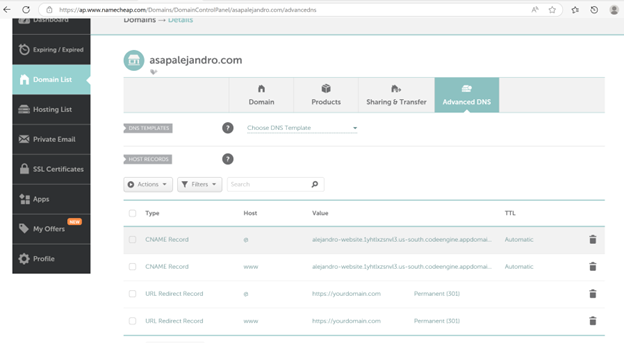 https://ap.www.namecheap.com/Domains/DomainControlPanel/asapalejandro.com/advancedns
Dashboard
Domains → Details
Expiring / Expired
asapalejandro.com
Domain List
Domain
Products
Sharing & Transfer
Advanced DNS
Hosting List
DNS TEMPLATES
?
Choose DNS Template
Private Email
HOST RECORDS
?
SSL Certificates
Actions
Filters
Search
Apps
NEW
My Offers
Type
Host
Value
TTL
CNAME Record
@
alejandro-website.1yhtlxzsnvl3.us-south.codeengine.appdomai...
Automatic
Profile
CNAME Record
www
alejandro-website.1yhtlxzsnvl3.us-south.codeengine.appdomai...
Automatic
URL Redirect Record
@
https://yourdomain.com
Permanent (301)
URL Redirect Record
www
https://yourdomain.com
Permanent (301)